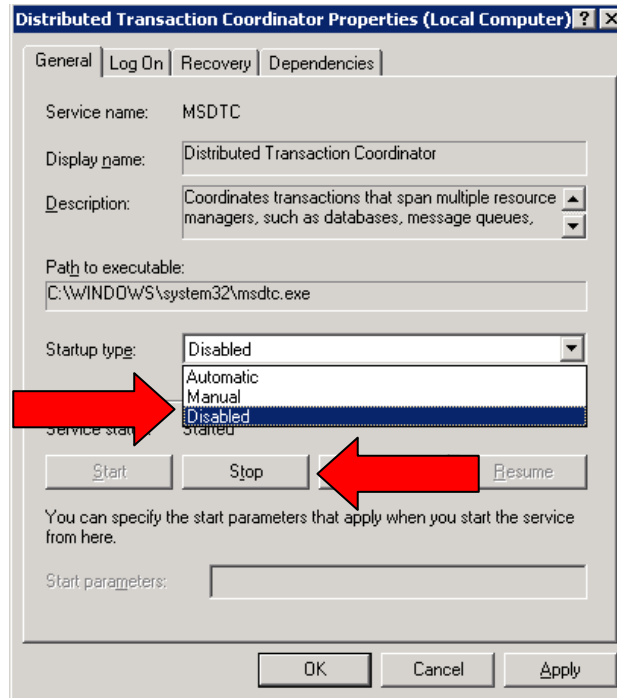 Distributed Transaction Coordinator Properties (Local Computer)
General
Log On
Recovery
Dependencies
Service name: MSDTC
Display name: Distributed Transaction Coordinator
Description: Coordinates transactions that span multiple resource
managers, such as databases, message queues,
Path to executable:
C:\WINDOWS\system32\msdtc.exe
Startup type: Disabled
Automatic
Manual
Disabled
Service status: Started
Start
Stop
Resume
You can specify the start parameters that apply when you start the service
from here.
Start parameters:
OK
Cancel
Apply